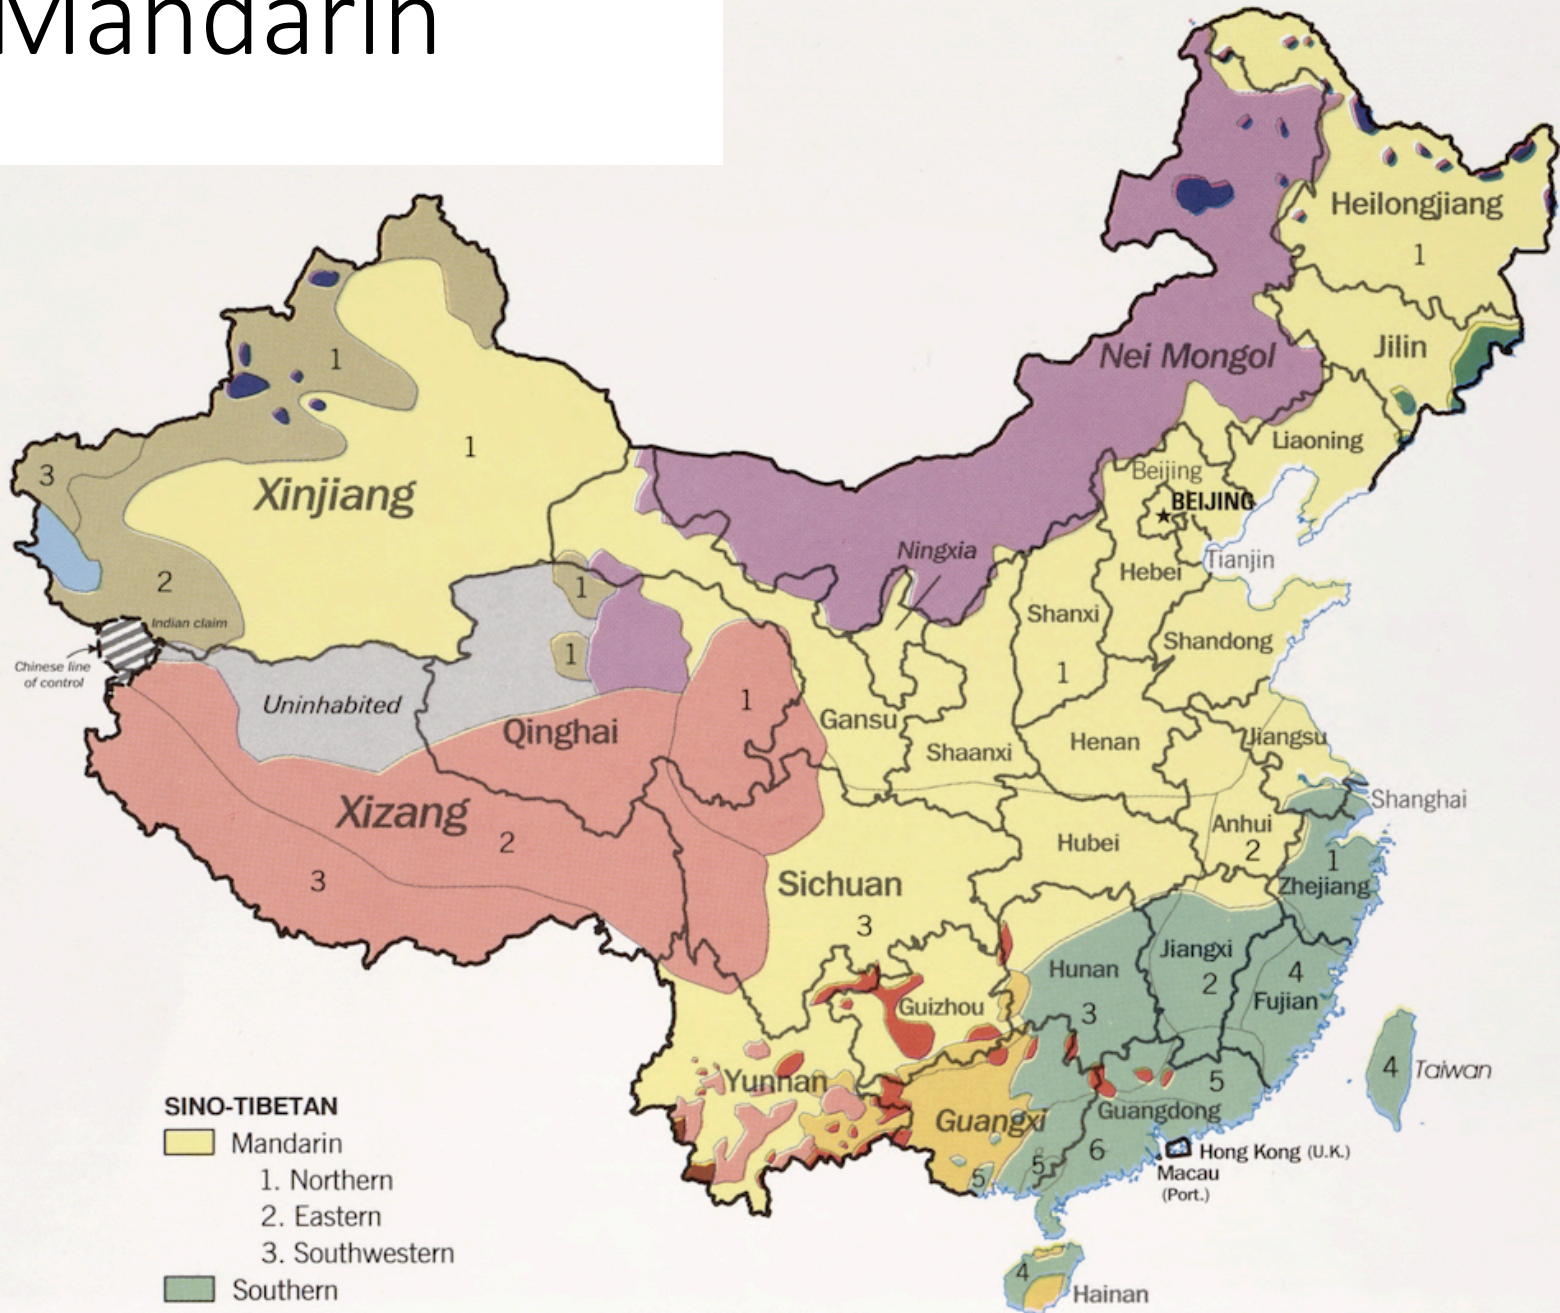 Mandarin
Heilongjiang
1
Jilin
Nei Mongol
Liaoning
1
3
1
Xinjiang
Beijing
BEIJING
Ningxia
Tianjin
Hebei
2
1
Indian claim
Shanxi
Shandong
Chinese line
of control
1
1
Uninhabited
1
Qinghai
Gansu
Shaanxi
Henan
Jiangsu
Shanghai
Xizang
2
3
Hubei
Anhui
2
1
Zhejiang
Sichuan
3
Hunan
3
Jiangxi
2
4
Fujian
Guizhou
Yunnan
Guangxi
5
Guangdong
4
Taiwan
6
5
5
Hong Kong (U.K.)
Macau
(Port.)
4
Hainan
SINO-TIBETAN
Mandarin
1. Northern
2. Eastern
3. Southwestern
Southern